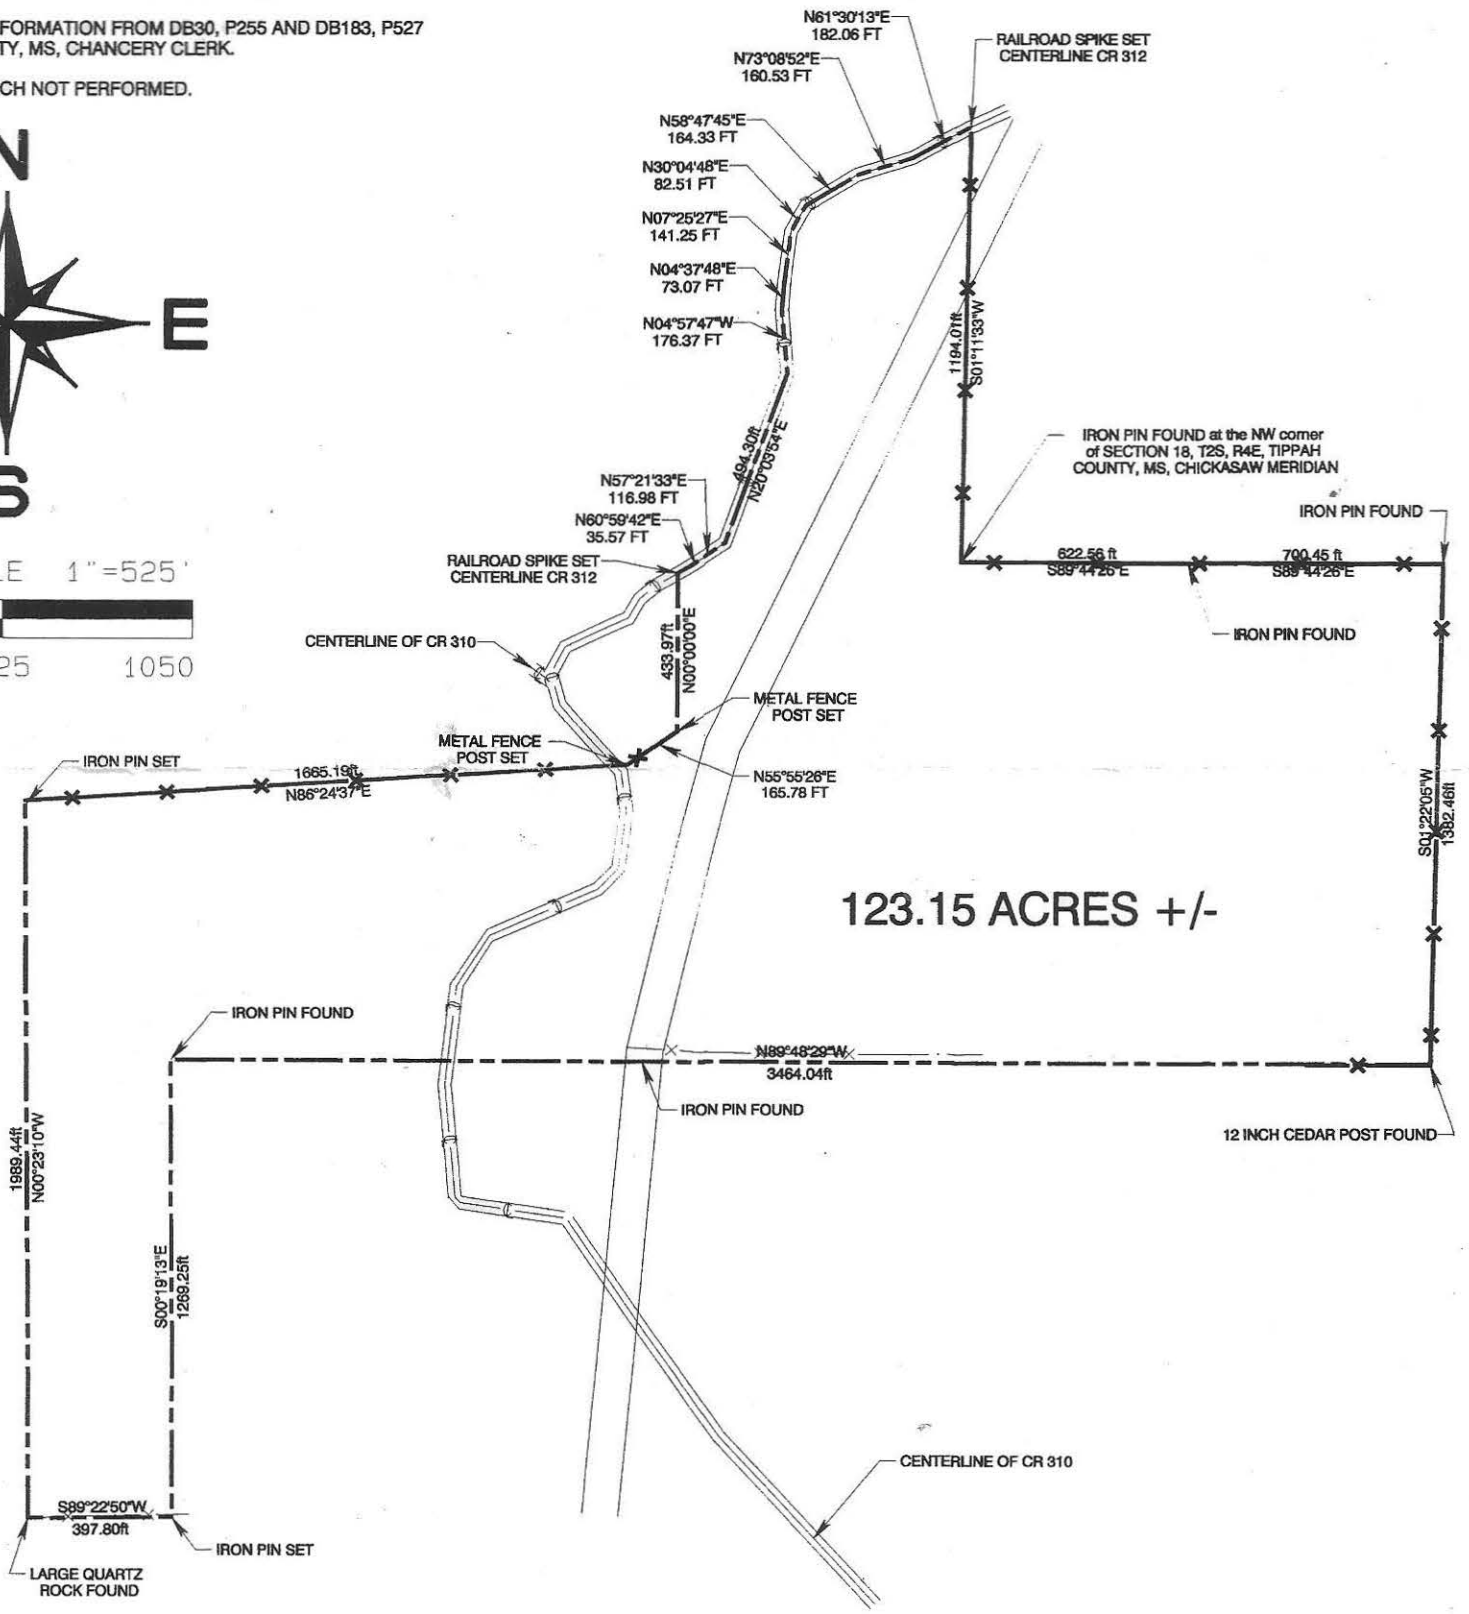 FORMATION FROM DB30, P255 AND DB183, P527
TY, MS, CHANCERY CLERK.
CH NOT PERFORMED.
N
E
S
LE 1"=525'
25 1050
N61°30'13"E
182.06 FT
RAILROAD SPIKE SET
CENTERLINE CR 312
N73°08'52"E
160.53 FT
N58°47'45"E
164.33 FT
N30°04'48"E
82.51 FT
N07°25'27"E
141.25 FT
N04°37'48"E
73.07 FT
N04°57'47"W
176.37 FT
1194.01ft
S01°11'33"W
494.30ft
N20°03'54"E
IRON PIN FOUND at the NW corner
of SECTION 18, T2S, R4E, TIPPAH
COUNTY, MS, CHICKASAW MERIDIAN
N57°21'33"E
116.98 FT
N60°59'42"E
35.57 FT
IRON PIN FOUND
RAILROAD SPIKE SET
CENTERLINE CR 312
622.56 ft
S89°44'26"E
700.45 ft
S89°44'26"E
IRON PIN FOUND
CENTERLINE OF CR 310
433.97ft
N00°00'00"E
METAL FENCE
POST SET
METAL FENCE
POST SET
IRON PIN SET
1665.19ft
N86°24'37"E
N55°55'26"E
165.78 FT
S01°22'05"W
1382.46ft
123.15 ACRES +/-
IRON PIN FOUND
N89°48'29"W
3464.04ft
IRON PIN FOUND
12 INCH CEDAR POST FOUND
1989.44ft
N00°23'10"W
S00°19'13"E
1269.25ft
CENTERLINE OF CR 310
S89°22'50"W
397.80ft
IRON PIN SET
LARGE QUARTZ
ROCK FOUND